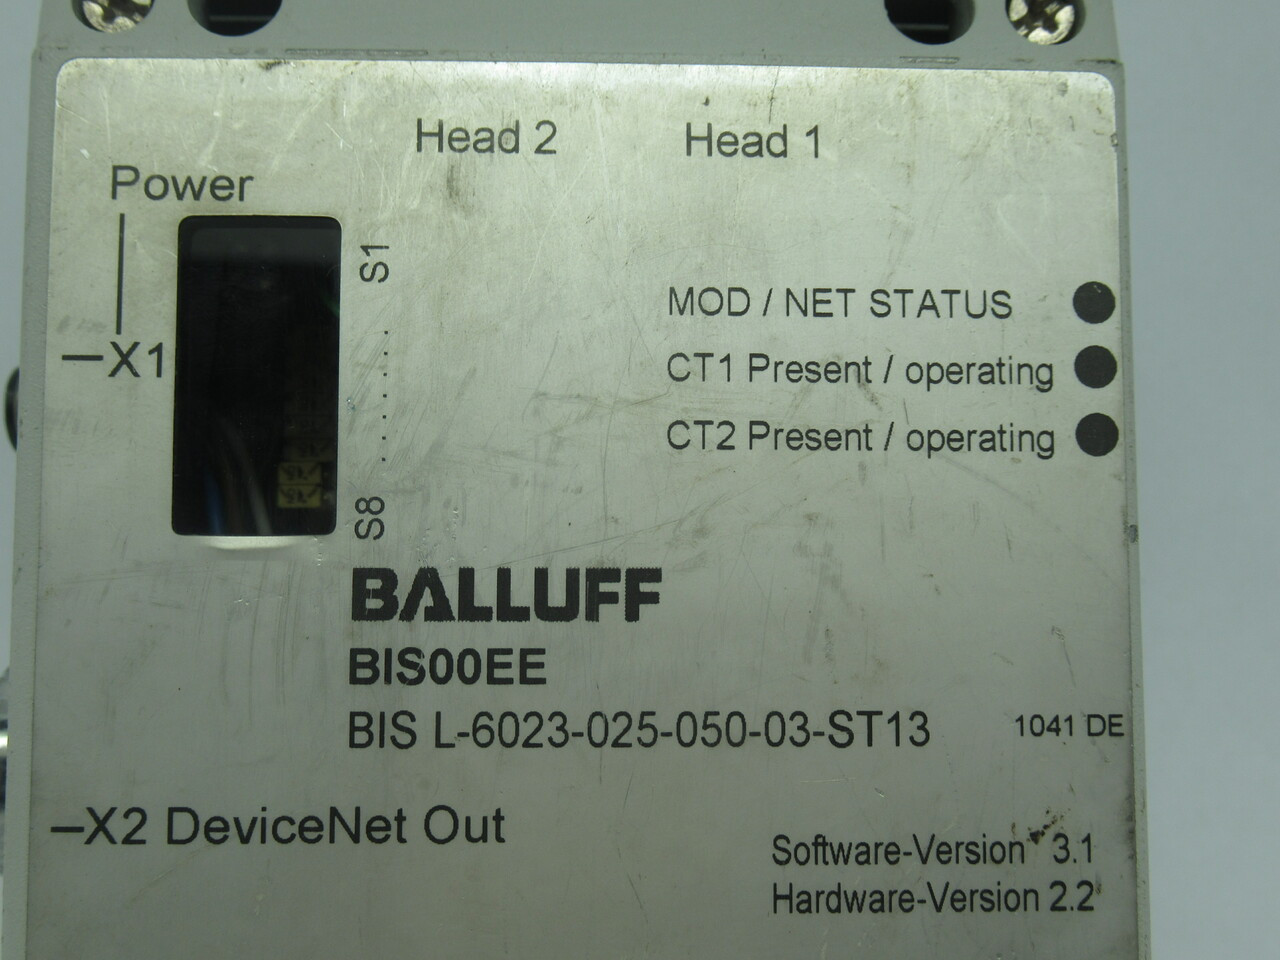 Head 2 Head 1
Power
S1
MOD / NET STATUS
–X1
CT1 Present / operating
CT2 Present / operating
S8
BALLUFF
BIS00EE
BIS L-6023-025-050-03-ST13 1041 DE
–X2 DeviceNet Out
Software-Version 3.1
Hardware-Version 2.2